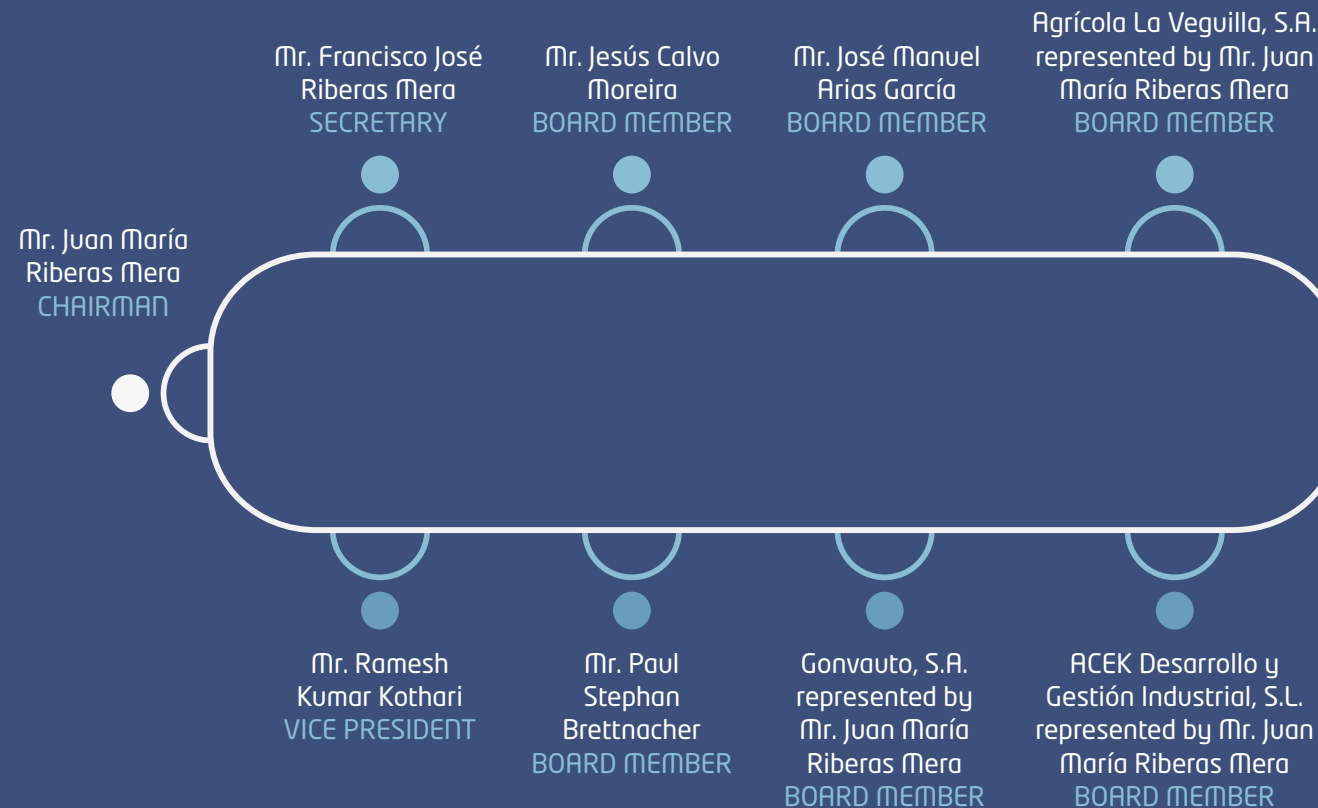 Mr. Francisco José
Riberas Mera
SECRETARY
Mr. Jesús Calvo
Moreira
BOARD MEMBER
Mr. José Manuel
Arias García
BOARD MEMBER
Agrícola La Veguilla, S.A.
represented by Mr. Juan
María Riberas Mera
BOARD MEMBER
Mr. Juan María
Riberas Mera
CHAIRMAN
Mr. Ramesh
Kumar Kothari
VICE PRESIDENT
Mr. Paul
Stephan
Brettnacher
BOARD MEMBER
Gonvauto, S.A.
represented by
Mr. Juan María
Riberas Mera
BOARD MEMBER
ACEK Desarrollo y
Gestión Industrial, S.L.
represented by Mr. Juan
María Riberas Mera
BOARD MEMBER